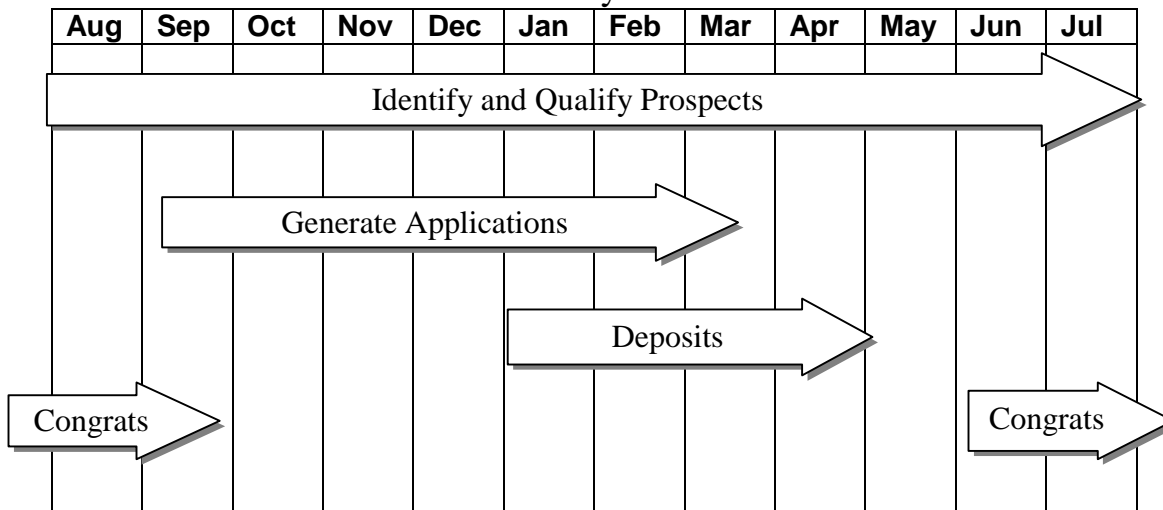 Aug Sep Oct Nov Dec Jan Feb Mar Apr May Jun Jul
Identify and Qualify Prospects
Generate Applications
Deposits
Congrats Congrats